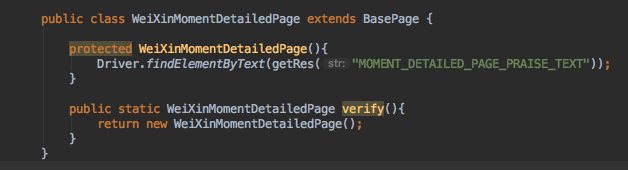 public class WeiXinMomentDetailedPage extends BasePage {
protected WeiXinMomentDetailedPage(){
Driver.findElementByText(getRes( str: "MOMENT_DETAILED_PAGE_PRAISE_TEXT"));
}
public static WeiXinMomentDetailedPage verify(){
return new WeiXinMomentDetailedPage();
}
}